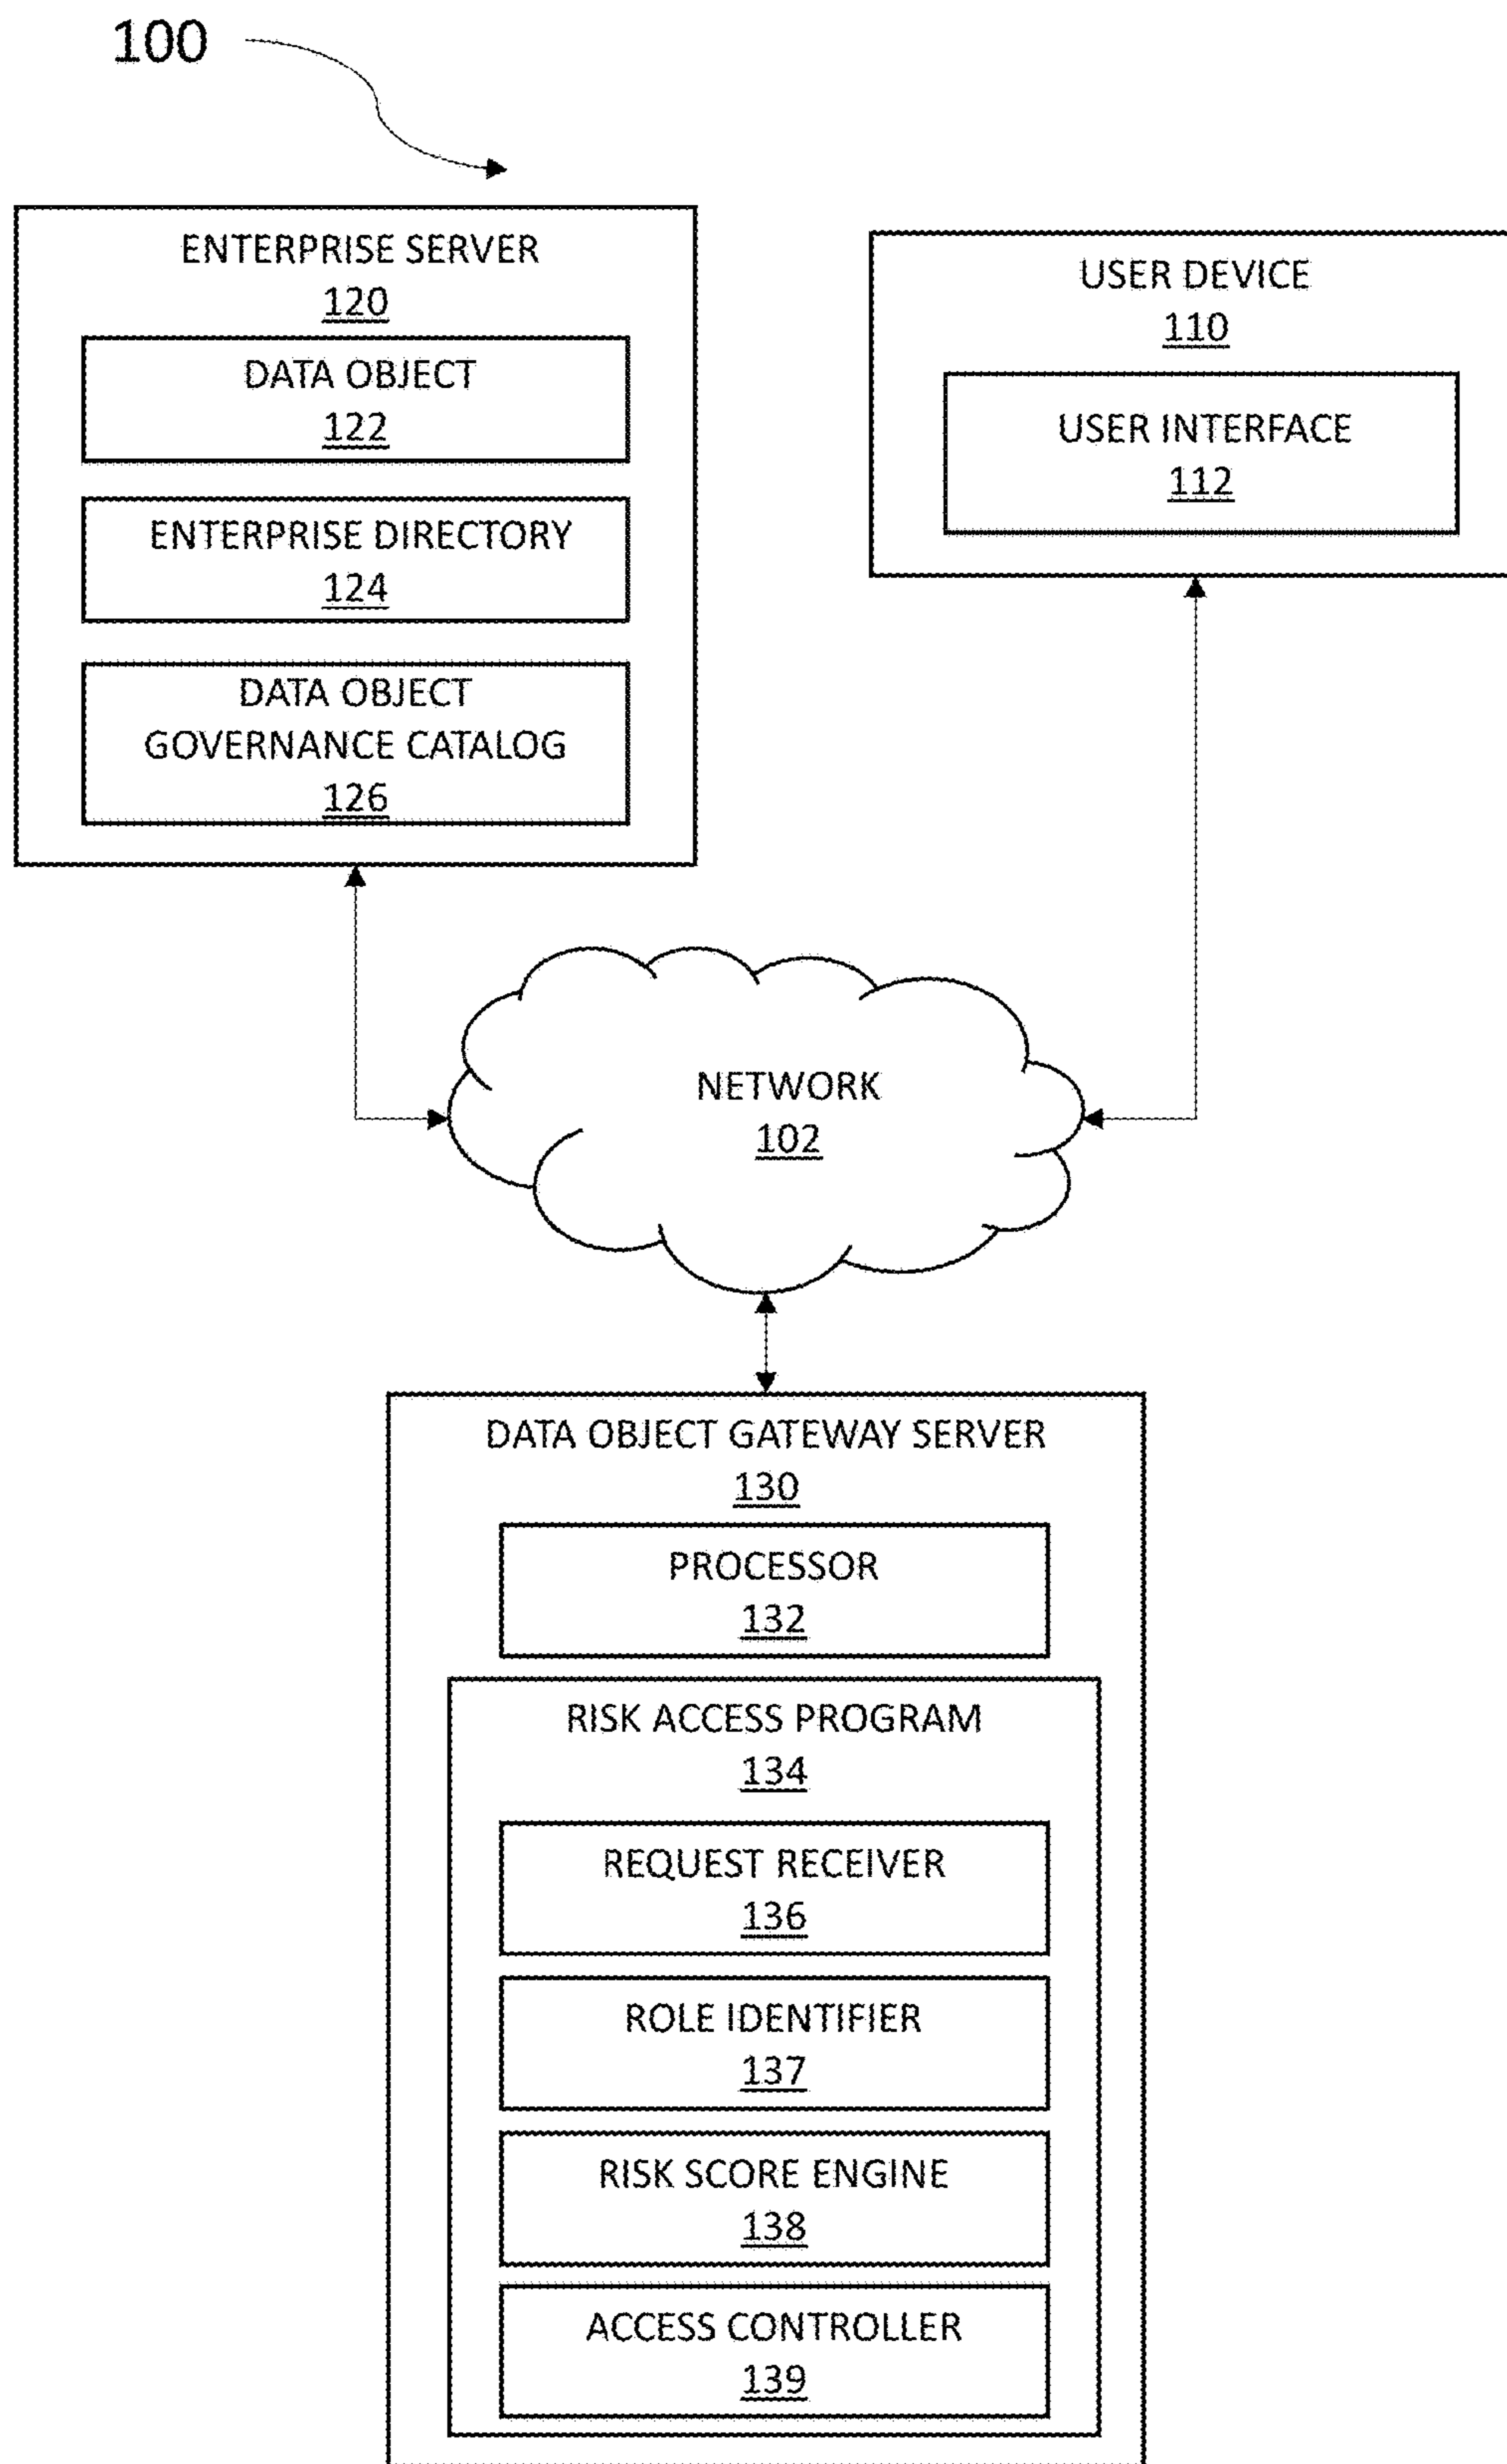 100
ENTERPRISE SERVER
120
DATA OBJECT
122
ENTERPRISE DIRECTORY
124
DATA OBJECT
GOVERNANCE CATALOG
126
USER DEVICE
110
USER INTERFACE
112
NETWORK
102
DATA OBJECT GATEWAY SERVER
130
PROCESSOR
132
RISK ACCESS PROGRAM
134
REQUEST RECEIVER
136
ROLE IDENTIFIER
137
RISK SCORE ENGINE
138
ACCESS CONTROLLER
139